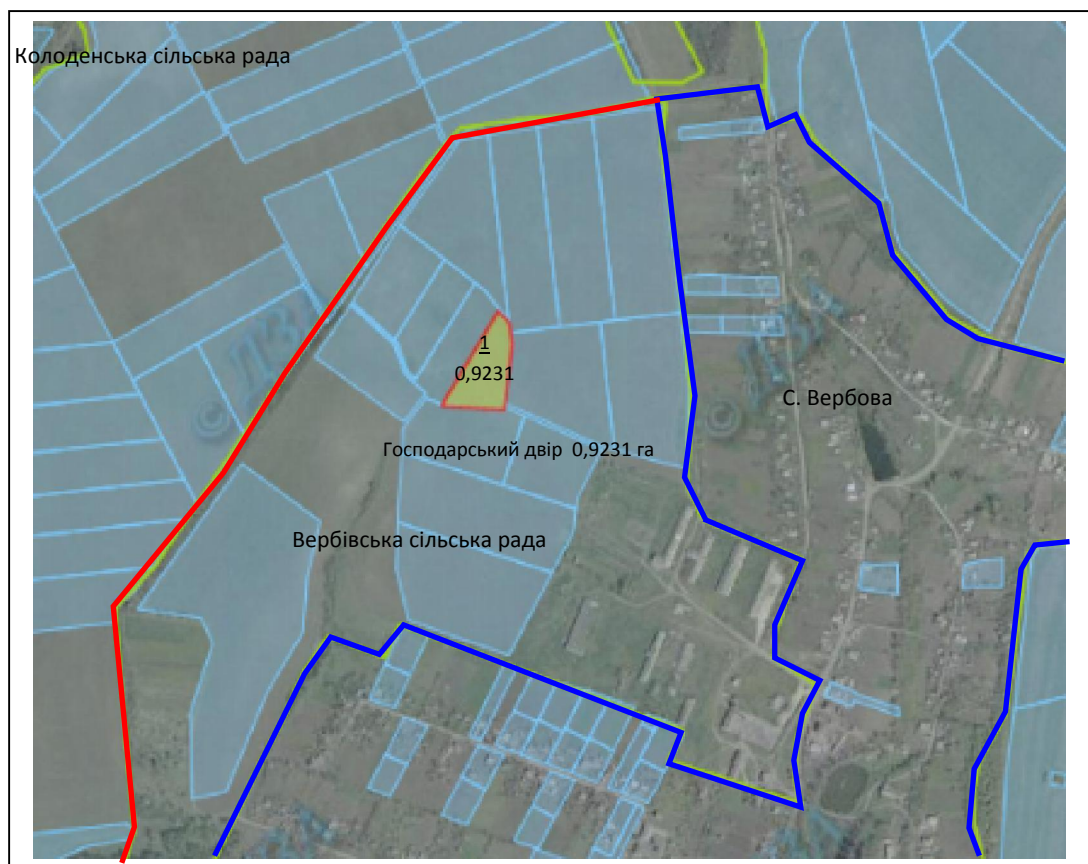 Колоденська сільська рада
1
0,9231
С. Вербова
Господарський двір 0,9231 га
Вербівська сільська рада